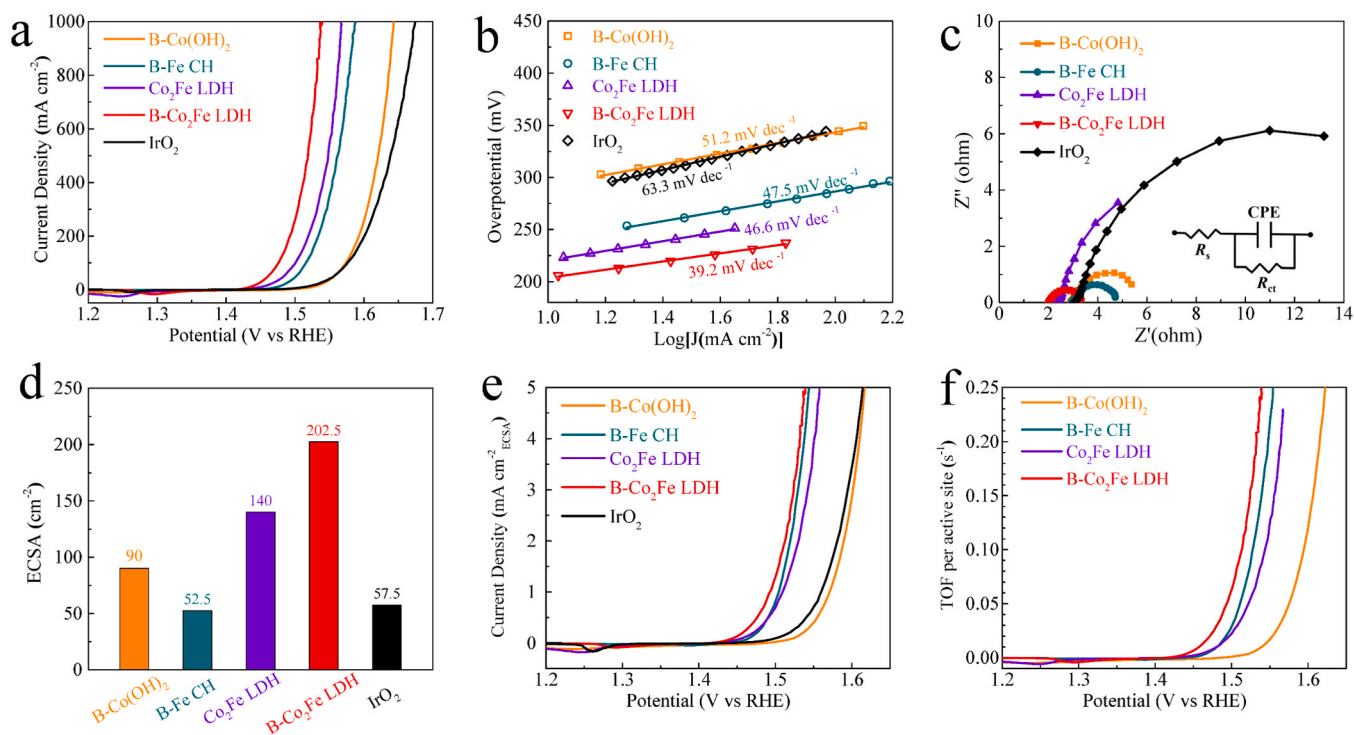 a
1000
800
600
400
200
0
Current Density (mA cm⁻²)
B-Co(OH)₂
B-Fe CH
Co₂Fe LDH
B-Co₂Fe LDH
IrO₂
1.2 1.3 1.4 1.5 1.6 1.7
Potential (V vs RHE)
b
450
400
350
300
250
200
Overpotential (mV)
B-Co(OH)₂
B-Fe CH
Co₂Fe LDH
B-Co₂Fe LDH
IrO₂
51.2 mV dec⁻¹
63.3 mV dec⁻¹
47.5 mV dec⁻¹
46.6 mV dec⁻¹
39.2 mV dec⁻¹
1.0 1.2 1.4 1.6 1.8 2.0 2.2
Log[J(mA cm⁻²)]
c
10
8
6
4
2
0
Z'' (ohm)
B-Co(OH)₂
B-Fe CH
Co₂Fe LDH
B-Co₂Fe LDH
IrO₂
CPE
Rₛ
R_ct
0 2 4 6 8 10 12 14
Z'(ohm)
d
250
200
150
100
50
0
ECSA (cm⁻²)
90
52.5
140
202.5
57.5
B-Co(OH)₂
B-Fe CH
Co₂Fe LDH
B-Co₂Fe LDH
IrO₂
e
5
4
3
2
1
0
Current Density (mA cm⁻²_ECSA)
B-Co(OH)₂
B-Fe CH
Co₂Fe LDH
B-Co₂Fe LDH
IrO₂
1.2 1.3 1.4 1.5 1.6
Potential (V vs RHE)
f
0.25
0.20
0.15
0.10
0.05
0.00
TOF per active site (s⁻¹)
B-Co(OH)₂
B-Fe CH
Co₂Fe LDH
B-Co₂Fe LDH
1.2 1.3 1.4 1.5 1.6
Potential (V vs RHE)